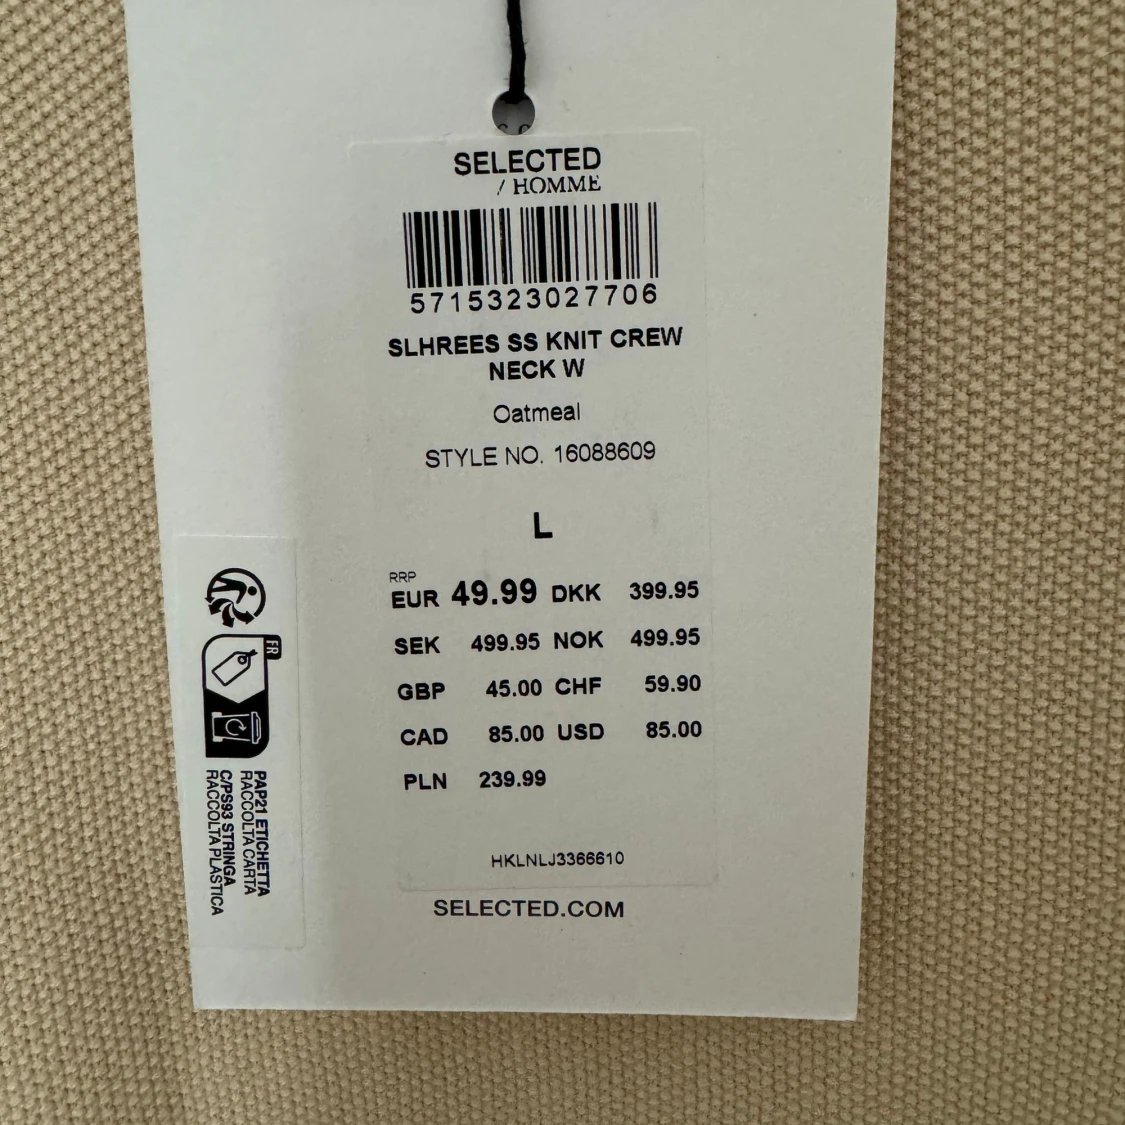 SELECTED
/ HOMME
5715323027706
SLHREES SS KNIT CREW
NECK W
Oatmeal
STYLE NO. 16088609
L
RRP
EUR 49.99 DKK 399.95
SEK 499.95 NOK 499.95
GBP 45.00 CHF 59.90
CAD 85.00 USD 85.00
PLN 239.99
HKLNLJ3366610
SELECTED.COM
FR
PAP21 ETICHETTA
RACCOLTA CARTA
C/PS93 STRINGA
RACCOLTA PLASTICA